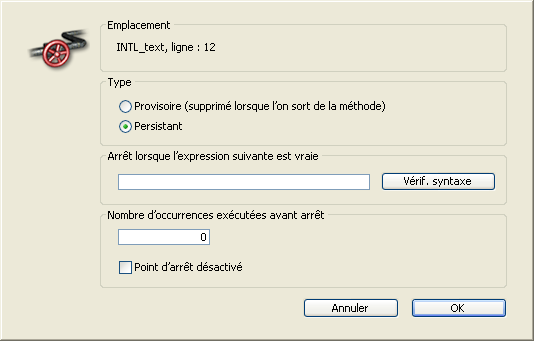 Emplacement
INTL_text, ligne : 12
Type
Provisoire (supprimé lorsque l'on sort de la méthode)
Persistant
Arrêt lorsque l'expression suivante est vraie
Vérif. syntaxe
Nombre d'occurrences exécutées avant arrêt
0
Point d'arrêt désactivé
Annuler OK